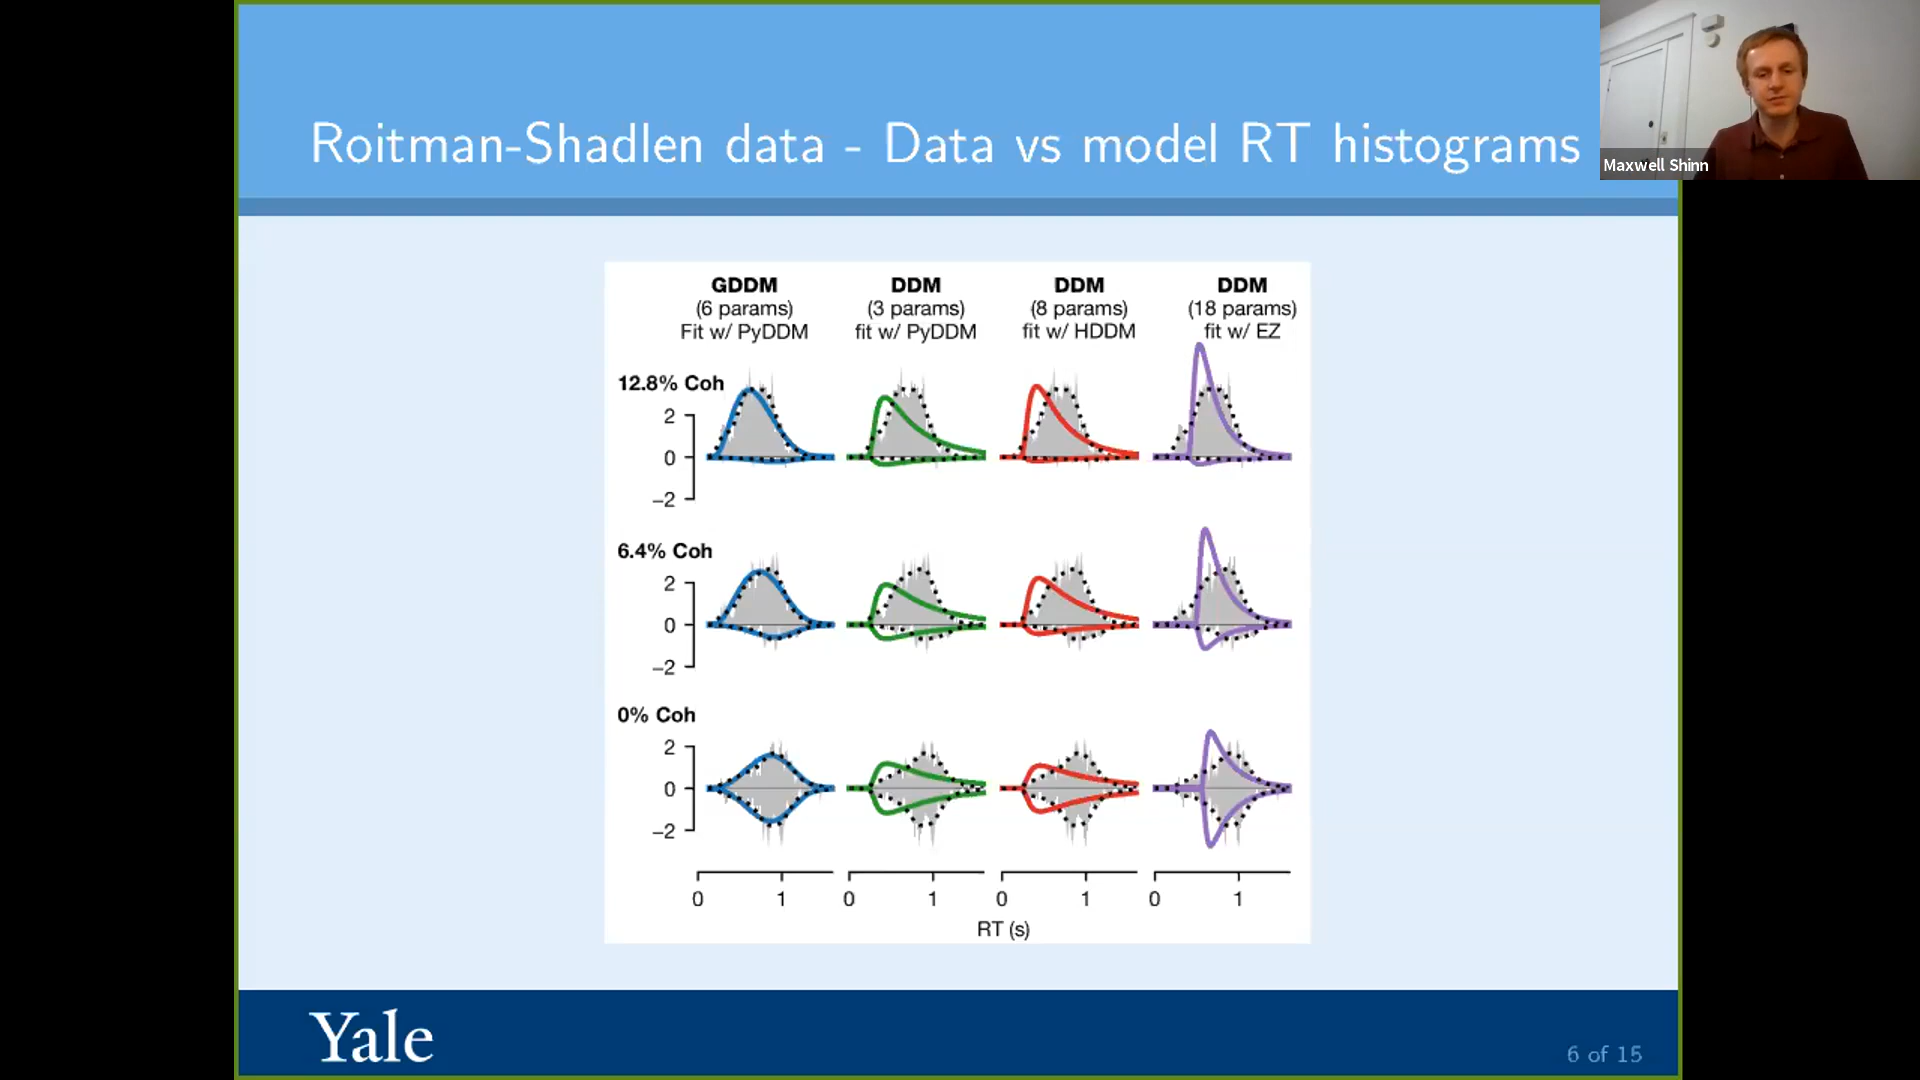 Roitman-Shadlen data - Data vs model RT histograms
Maxwell Shinn
GDDM DDM DDM DDM
(6 params) (3 params) (8 params) (18 params)
Fit w/ PyDDM fit w/ PyDDM fit w/ HDDM fit w/ EZ
12.8% Coh
2
0
−2
6.4% Coh
2
0
−2
0% Coh
2
0
−2
0 1 0 1 0 1 0 1
RT (s)
Yale
6 of 15